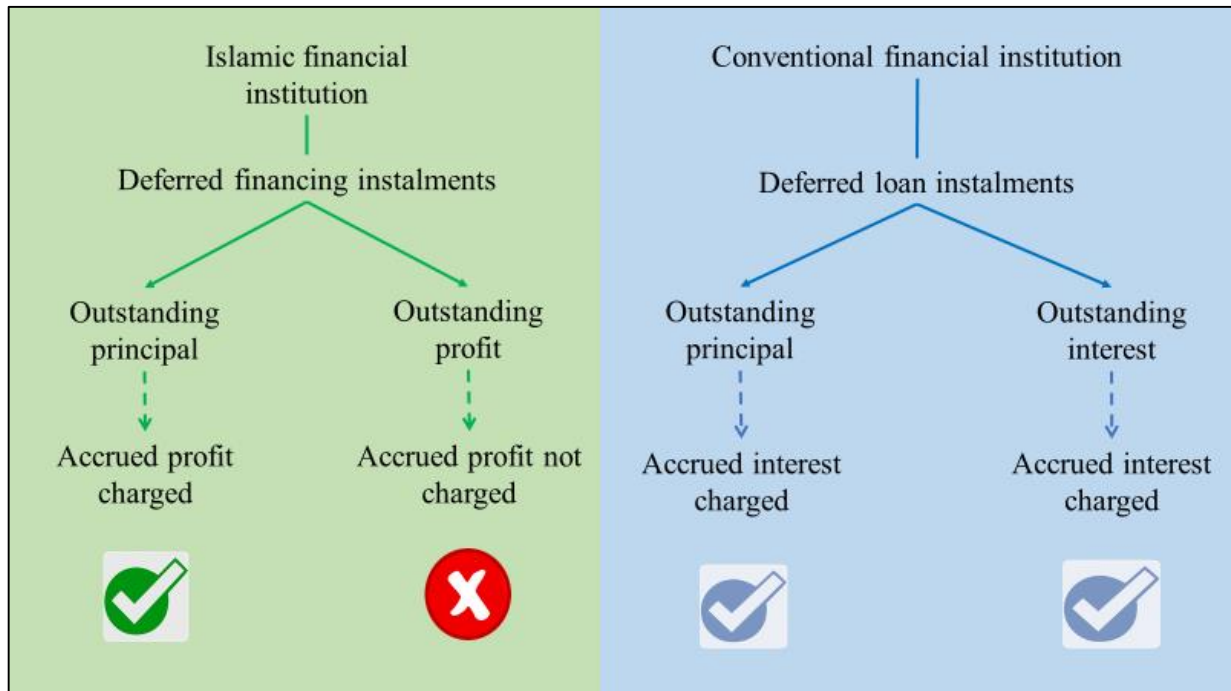 Islamic financial
institution
Deferred financing instalments
Outstanding
principal
Outstanding
profit
Accrued profit
charged
Accrued profit not
charged
Conventional financial institution
Deferred loan instalments
Outstanding
principal
Outstanding
interest
Accrued interest
charged
Accrued interest
charged